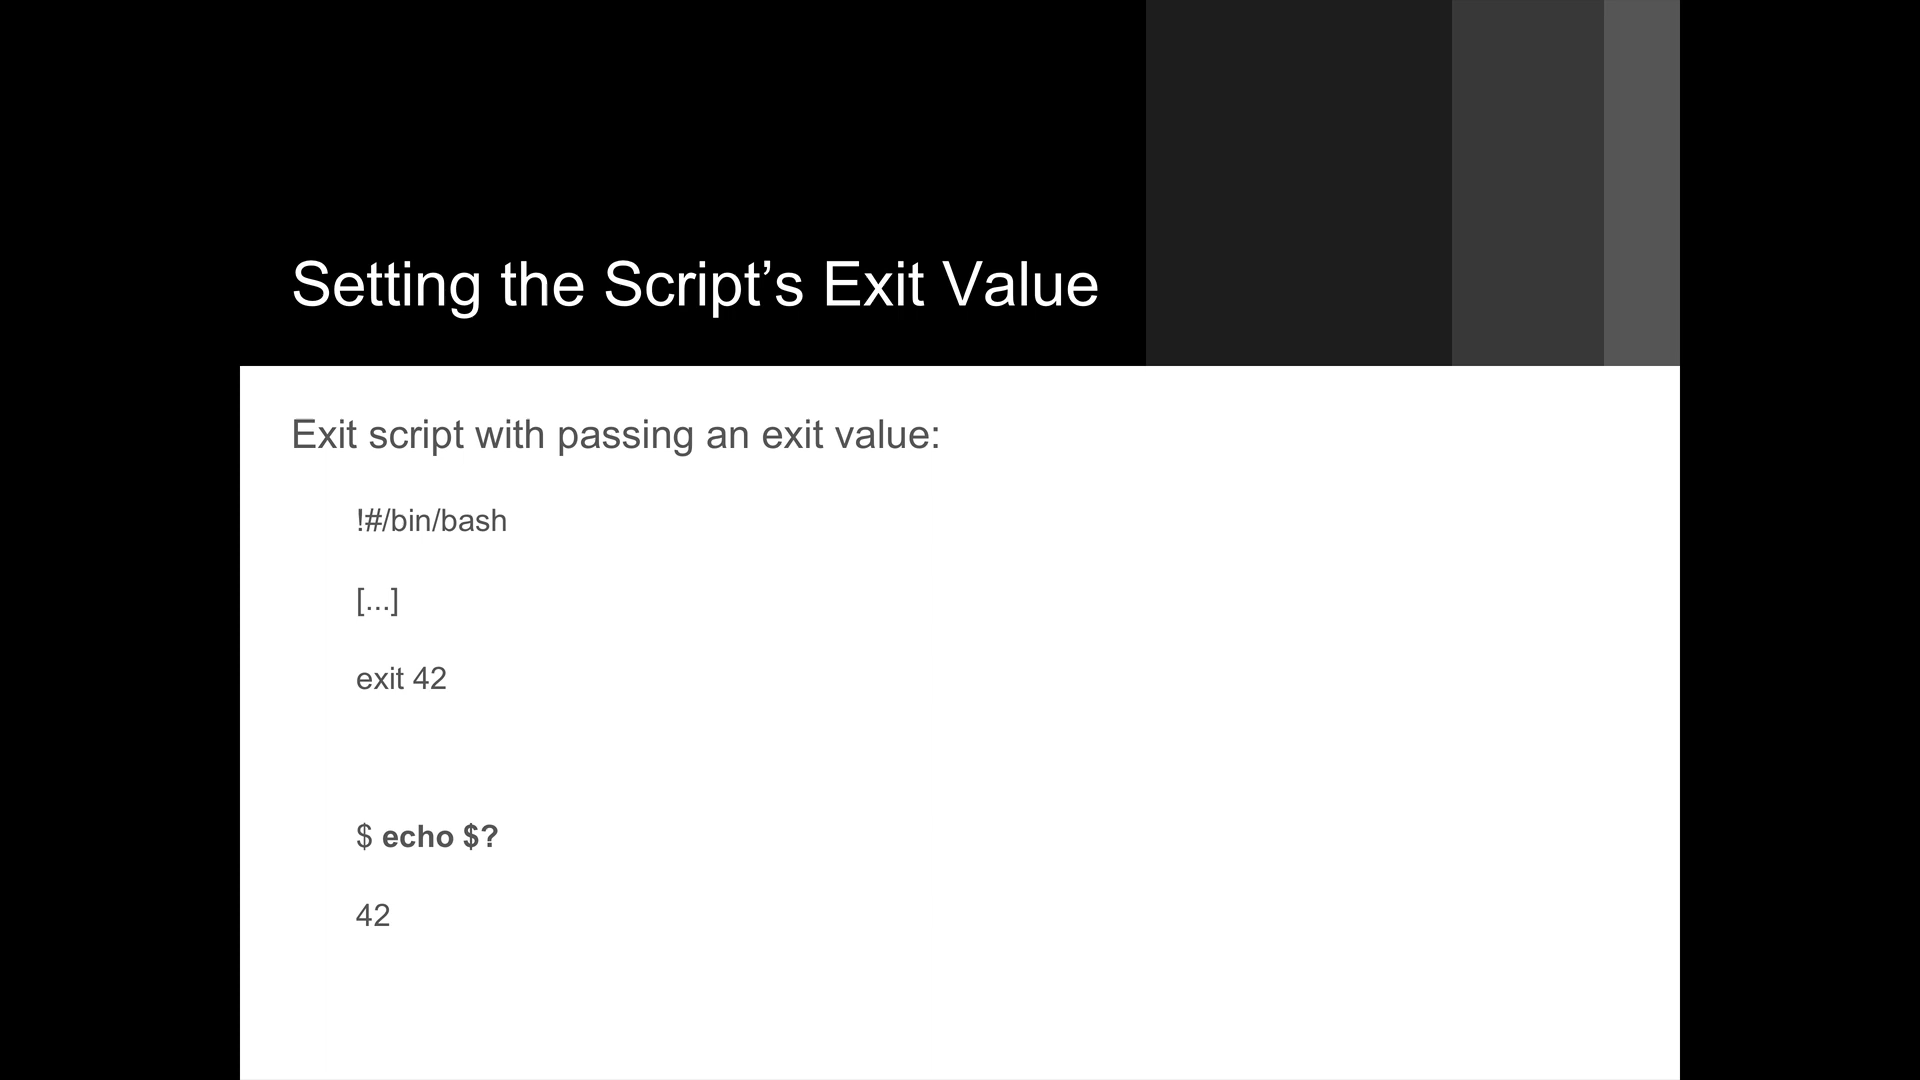 Setting the Script’s Exit Value
Exit script with passing an exit value:
!#/bin/bash
[...]
exit 42
$ echo $?
42